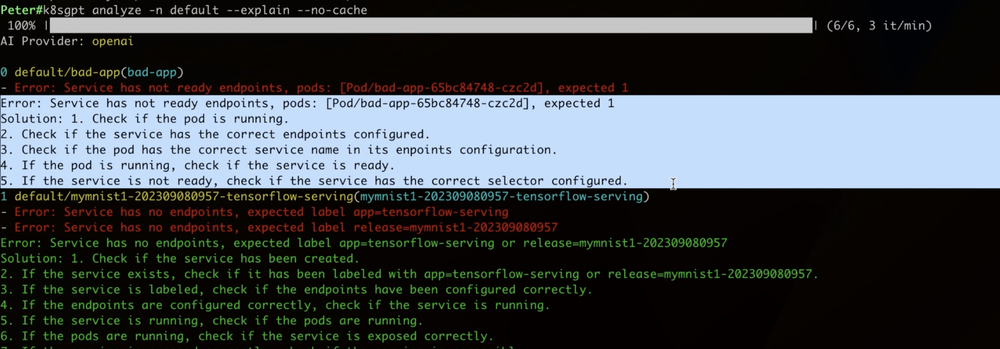 Peter#k8sgpt analyze -n default --explain --no-cache
100% | | (6/6, 3 it/min)
AI Provider: openai
0 default/bad-app(bad-app)
- Error: Service has not ready endpoints, pods: [Pod/bad-app-65bc84748-czc2d], expected 1
Error: Service has not ready endpoints, pods: [Pod/bad-app-65bc84748-czc2d], expected 1
Solution: 1. Check if the pod is running.
2. Check if the service has the correct endpoints configured.
3. Check if the pod has the correct service name in its enpoints configuration.
4. If the pod is running, check if the service is ready.
5. If the service is not ready, check if the service has the correct selector configured.
1 default/mymnist1-202309080957-tensorflow-serving(mymnist1-202309080957-tensorflow-serving)
- Error: Service has no endpoints, expected label app=tensorflow-serving
- Error: Service has no endpoints, expected label release=mymnist1-202309080957
Error: Service has no endpoints, expected label app=tensorflow-serving or release=mymnist1-202309080957
Solution: 1. Check if the service has been created.
2. If the service exists, check if it has been labeled with app=tensorflow-serving or release=mymnist1-202309080957.
3. If the service is labeled, check if the endpoints have been configured correctly.
4. If the endpoints are configured correctly, check if the service is running.
5. If the service is running, check if the pods are running.
6. If the pods are running, check if the service is exposed correctly.